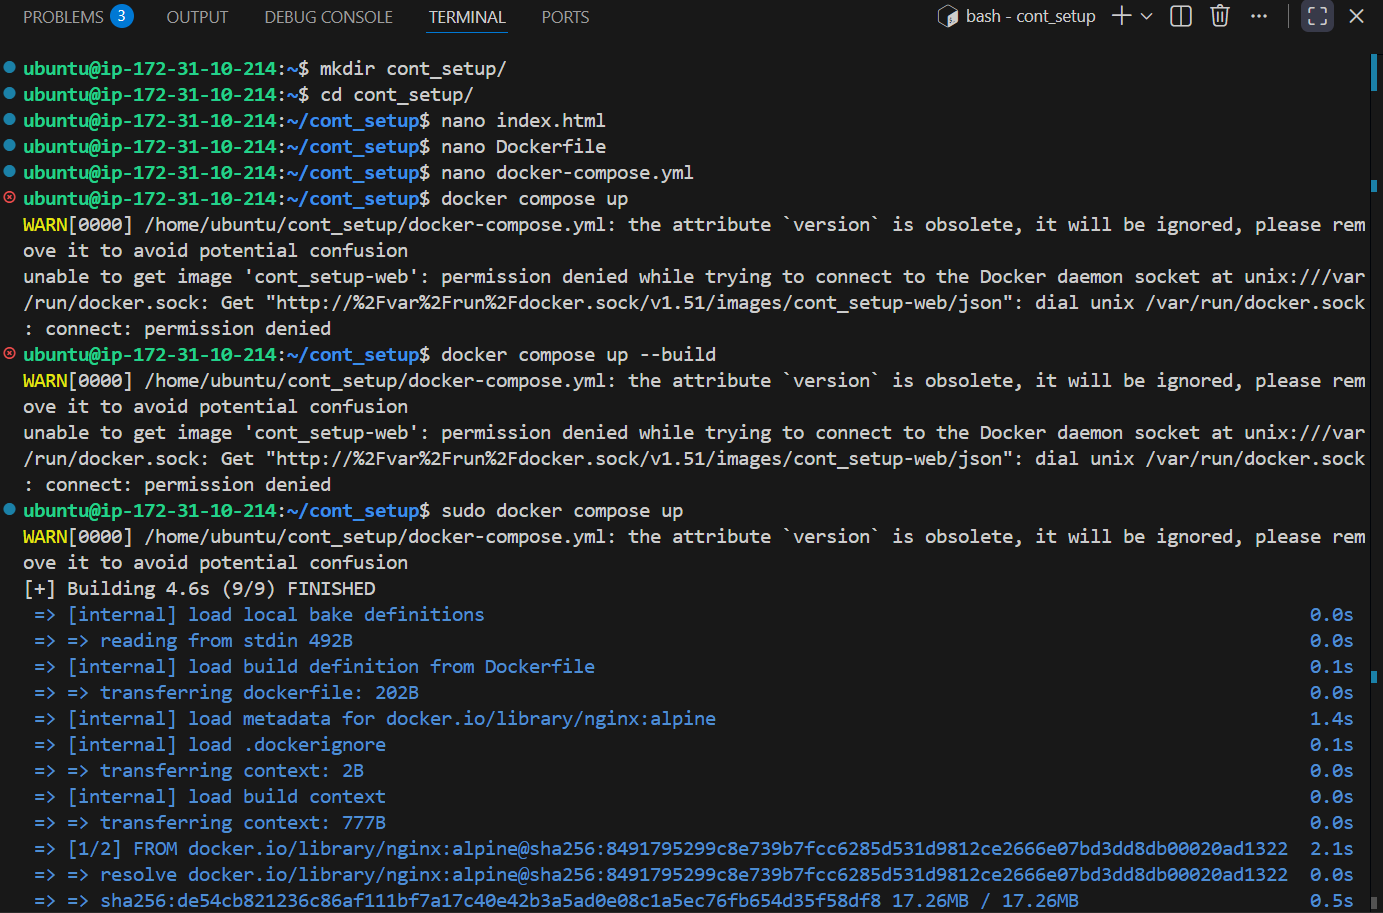 PROBLEMS 3 OUTPUT DEBUG CONSOLE TERMINAL PORTS bash - cont_setup
ubuntu@ip-172-31-10-214:~$ mkdir cont_setup/
ubuntu@ip-172-31-10-214:~$ cd cont_setup/
ubuntu@ip-172-31-10-214:~/cont_setup$ nano index.html
ubuntu@ip-172-31-10-214:~/cont_setup$ nano Dockerfile
ubuntu@ip-172-31-10-214:~/cont_setup$ nano docker-compose.yml
ubuntu@ip-172-31-10-214:~/cont_setup$ docker compose up
WARN[0000] /home/ubuntu/cont_setup/docker-compose.yml: the attribute `version` is obsolete, it will be ignored, please rem
ove it to avoid potential confusion
unable to get image 'cont_setup-web': permission denied while trying to connect to the Docker daemon socket at unix:///var
/run/docker.sock: Get "http://%2Fvar%2Frun%2Fdocker.sock/v1.51/images/cont_setup-web/json": dial unix /var/run/docker.sock
: connect: permission denied
ubuntu@ip-172-31-10-214:~/cont_setup$ docker compose up --build
WARN[0000] /home/ubuntu/cont_setup/docker-compose.yml: the attribute `version` is obsolete, it will be ignored, please rem
ove it to avoid potential confusion
unable to get image 'cont_setup-web': permission denied while trying to connect to the Docker daemon socket at unix:///var
/run/docker.sock: Get "http://%2Fvar%2Frun%2Fdocker.sock/v1.51/images/cont_setup-web/json": dial unix /var/run/docker.sock
: connect: permission denied
ubuntu@ip-172-31-10-214:~/cont_setup$ sudo docker compose up
WARN[0000] /home/ubuntu/cont_setup/docker-compose.yml: the attribute `version` is obsolete, it will be ignored, please rem
ove it to avoid potential confusion
[+] Building 4.6s (9/9) FINISHED
=> [internal] load local bake definitions 0.0s
=> => reading from stdin 492B 0.0s
=> [internal] load build definition from Dockerfile 0.1s
=> => transferring dockerfile: 202B 0.0s
=> [internal] load metadata for docker.io/library/nginx:alpine 1.4s
=> [internal] load .dockerignore 0.1s
=> => transferring context: 2B 0.0s
=> [internal] load build context 0.0s
=> => transferring context: 777B 0.0s
=> [1/2] FROM docker.io/library/nginx:alpine@sha256:8491795299c8e739b7fcc6285d531d9812ce2666e07bd3dd8db00020ad1322 2.1s
=> => resolve docker.io/library/nginx:alpine@sha256:8491795299c8e739b7fcc6285d531d9812ce2666e07bd3dd8db00020ad1322 0.0s
=> => sha256:de54cb821236c86af111bf7a17c40e42b3a5ad0e08c1a5ec76fb654d35f58df8 17.26MB / 17.26MB 0.5s